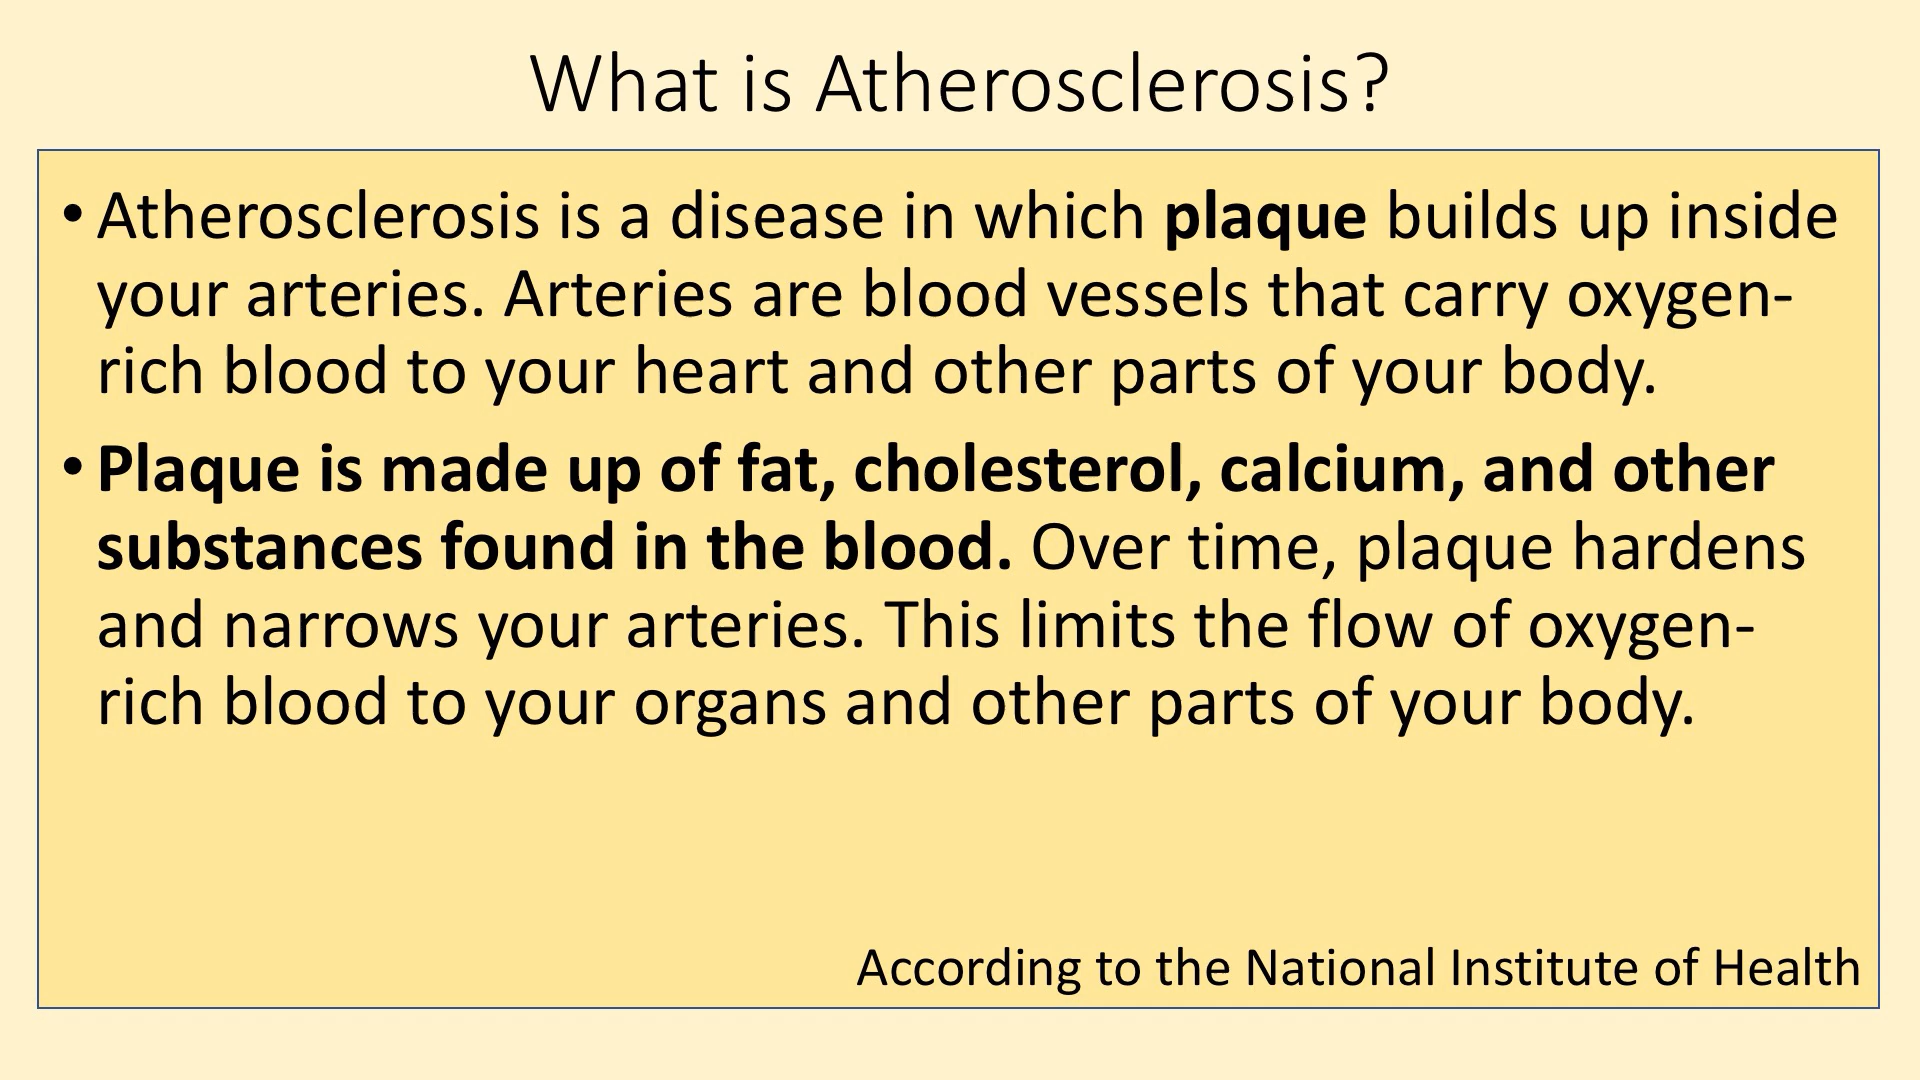 What is Atherosclerosis?
• Atherosclerosis is a disease in which plaque builds up inside
your arteries. Arteries are blood vessels that carry oxygen-
rich blood to your heart and other parts of your body.
• Plaque is made up of fat, cholesterol, calcium, and other
substances found in the blood. Over time, plaque hardens
and narrows your arteries. This limits the flow of oxygen-
rich blood to your organs and other parts of your body.
According to the National Institute of Health